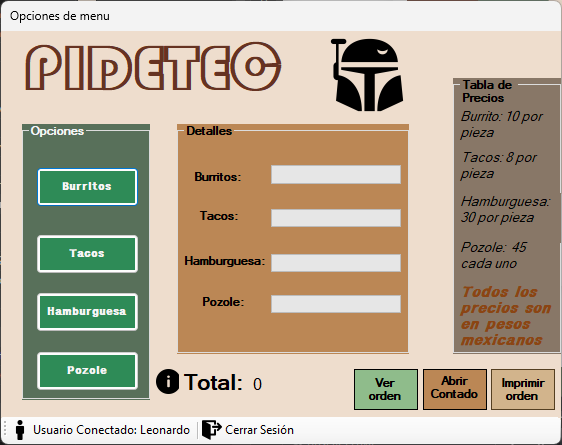 Opciones de menu
PIDETEC
Opciones
Burritos
Tacos
Hamburguesa
Pozole
Detalles
Burritos:
Tacos:
Hamburguesa:
Pozole:
Tabla de
Precios
Burrito: 10 por
pieza
Tacos: 8 por
pieza
Hamburguesa:
30 por pieza
Pozole: 45
cada uno
Todos los
precios son
en pesos
mexicanos
Total: 0
Ver
orden
Abrir
Contado
Imprimir
orden
Usuario Conectado: Leonardo
Cerrar Sesión